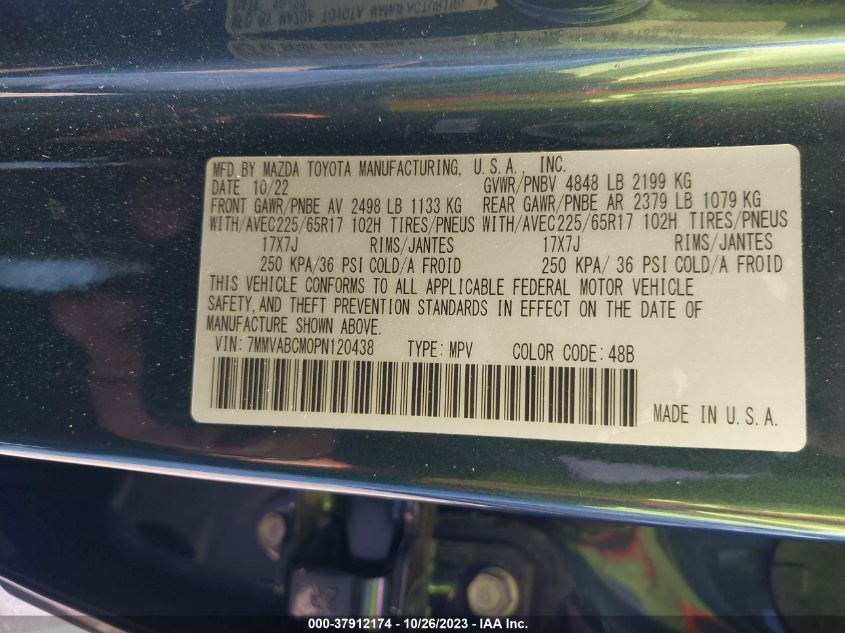 MFD. BY MAZDA TOYOTA MANUFACTURING, U.S.A. INC.
DATE 10/22 GVWR/PNBV 4848 LB 2199 KG
FRONT GAWR/PNBE AV 2498 LB 1133 KG REAR GAWR/PNBE AR 2379 LB 1079 KG
WITH/AVEC225/65R17 102H TIRES/PNEUS WITH/AVEC225/65R17 102H TIRES/PNEUS
17X7J RIMS/JANTES 17X7J RIMS/JANTES
250 KPA/36 PSI COLD/A FROID 250 KPA/ 36 PSI COLD/A FROID
THIS VEHICLE CONFORMS TO ALL APPLICABLE FEDERAL MOTOR VEHICLE
SAFETY, AND THEFT PREVENTION STANDARDS IN EFFECT ON THE DATE OF
MANUFACTURE SHOWN ABOVE.
VIN: 7MMVABCM0PN120438 TYPE: MPV COLOR CODE: 48B
MADE IN U.S.A.
000-37912174 - 10/26/2023 - IAA Inc.